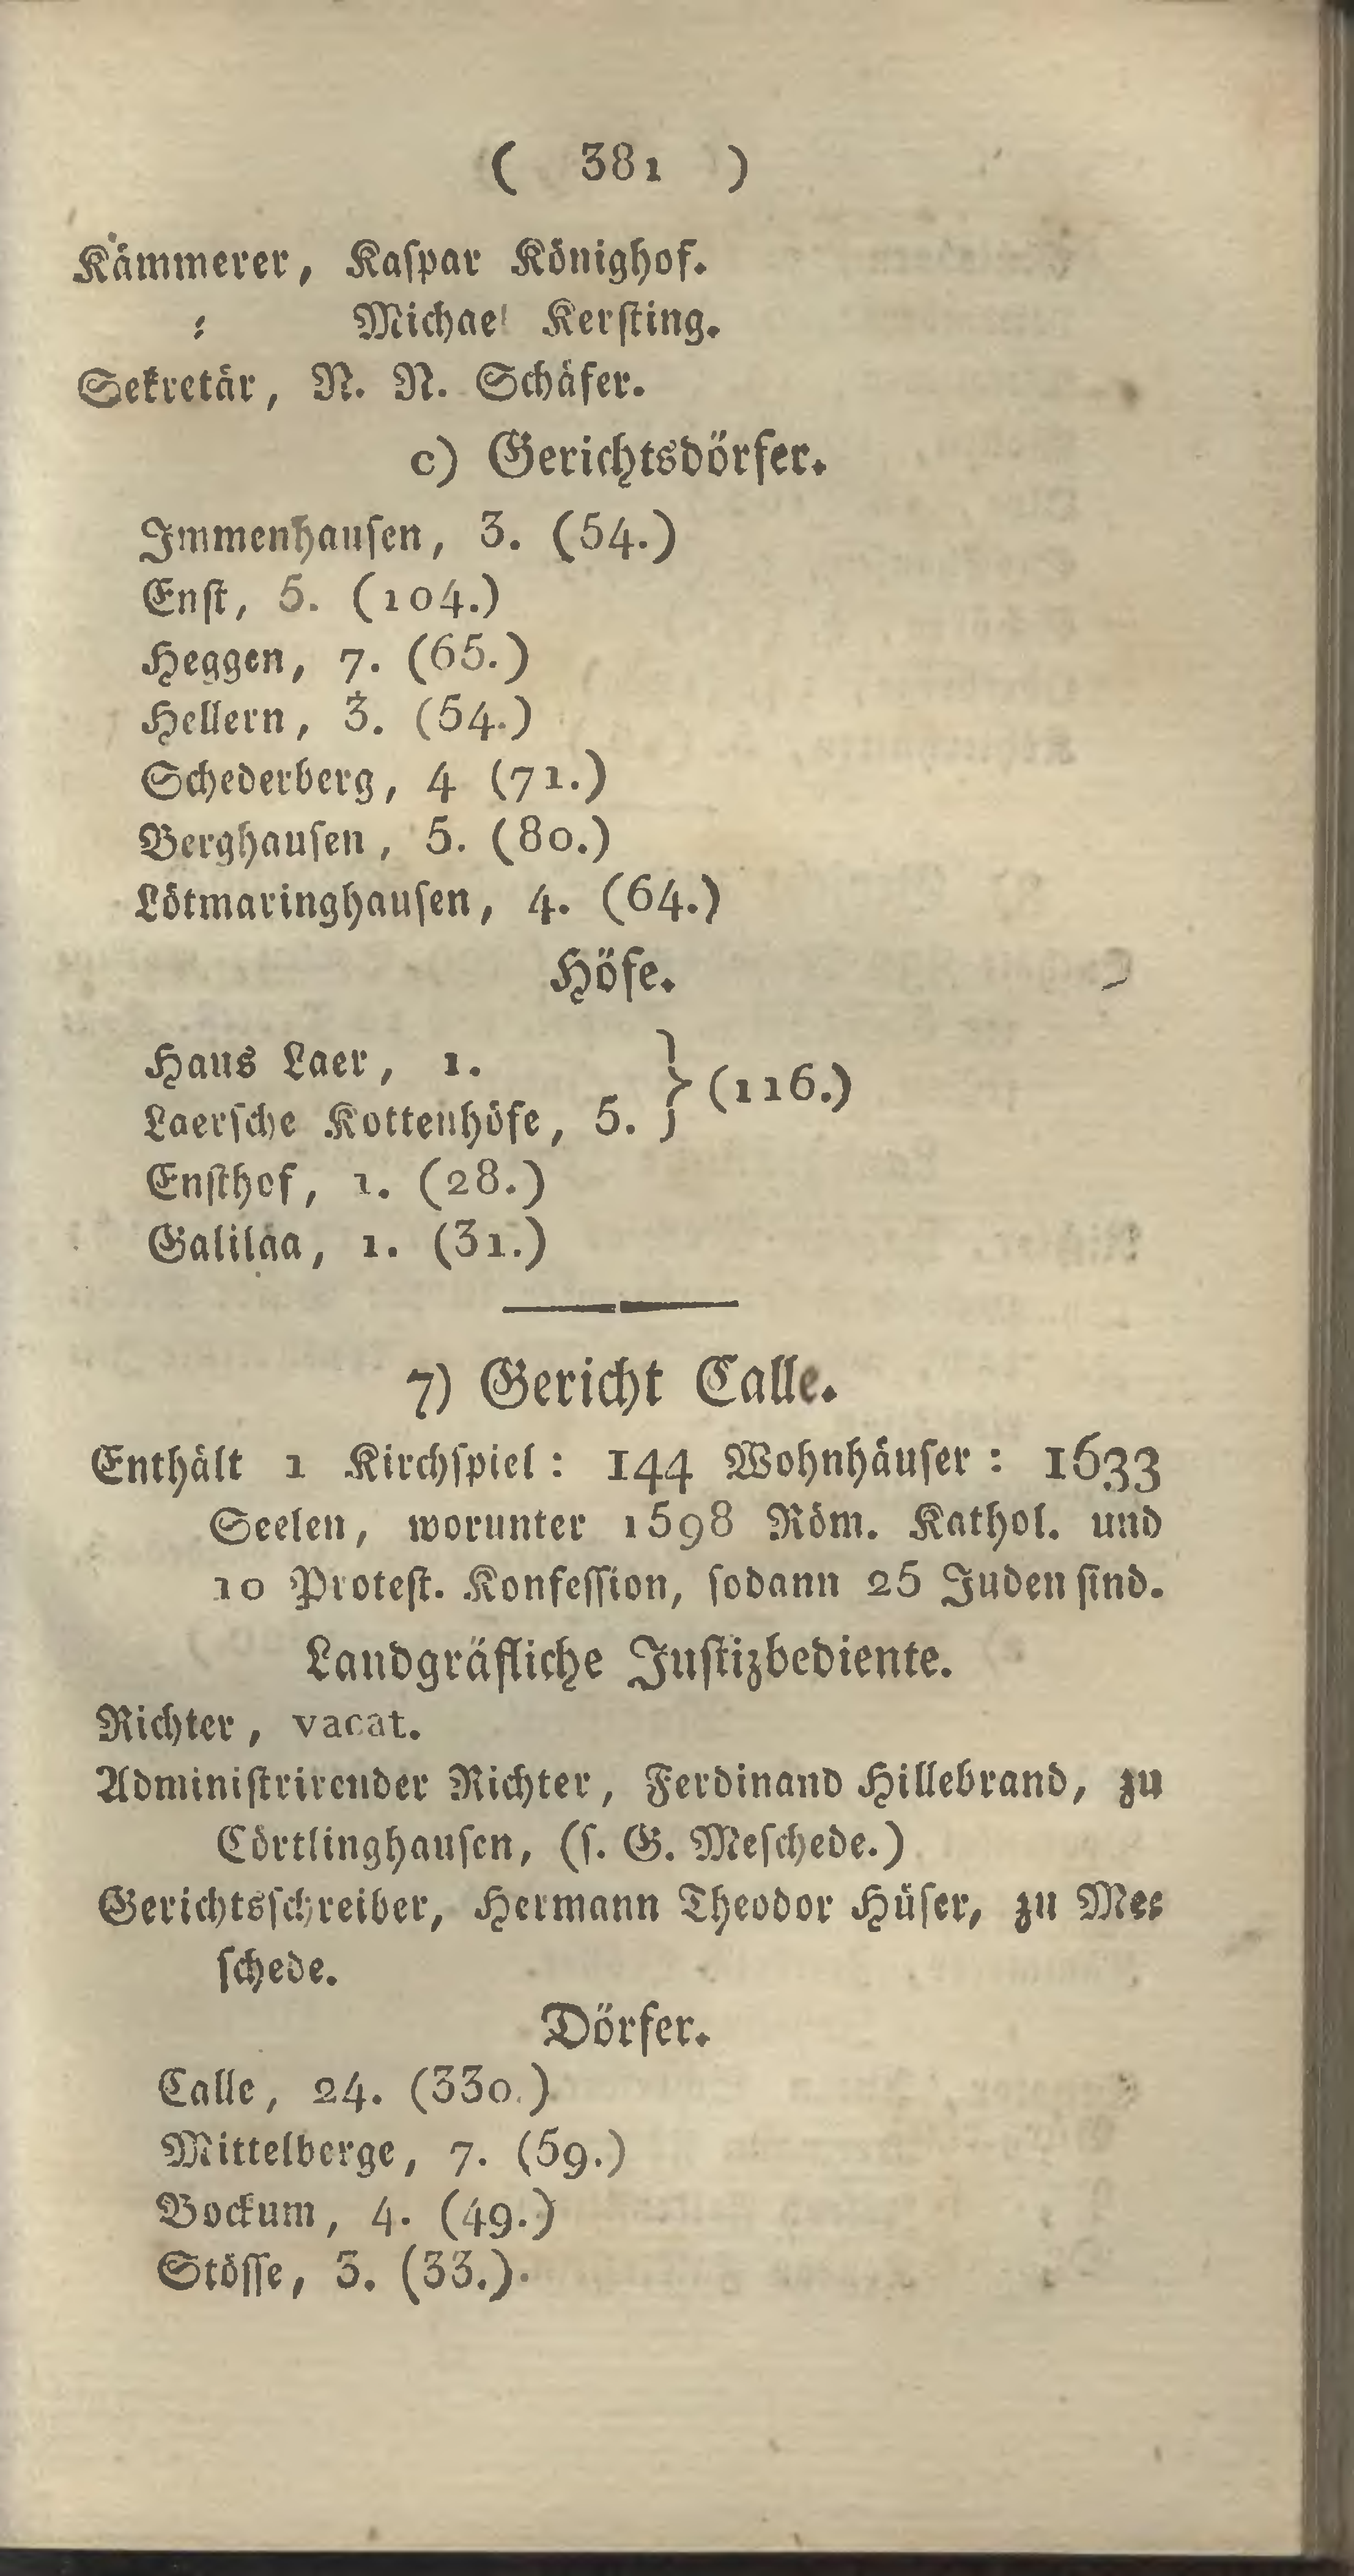 ( 381 )
Kämmerer, Kaſpar Könighof.
⸗ Michael Kerſting.
Sekretär, N. N. Schäfer.
c) Gerichtsdörfer.
Immenhauſen, 3. (54.)
Enſt, 5. (104.)
Heggen, 7. (65.)
Hellern, 3. (54.)
Schederberg, 4 (71.)
Berghauſen, 5. (80.)
Lötmaringhauſen, 4. (64.)
Höfe.
Haus Laer, 1.
Laerſche Kottenhöfe, 5. } (116.)
Enſthof, 1. (28.)
Galiläa, 1. (31.)
7) Gericht Calle.
Enthält 1 Kirchſpiel: 144 Wohnhäuſer: 1633
Seelen, worunter 1598 Röm. Kathol. und
10 Proteſt. Konfeſſion, ſodann 25 Juden ſind.
Landgräfliche Juſtizbediente.
Richter, vacat.
Adminiſtrirender Richter, Ferdinand Hillebrand, zu
Cörtlinghauſen, (ſ. G. Meſchede.)
Gerichtsſchreiber, Hermann Theodor Hüſer, zu Me⸗
ſchede.
Dörfer.
Calle, 24. (330.)
Mittelberge, 7. (59.)
Bockum, 4. (49.)
Stöſſe, 3. (33.)